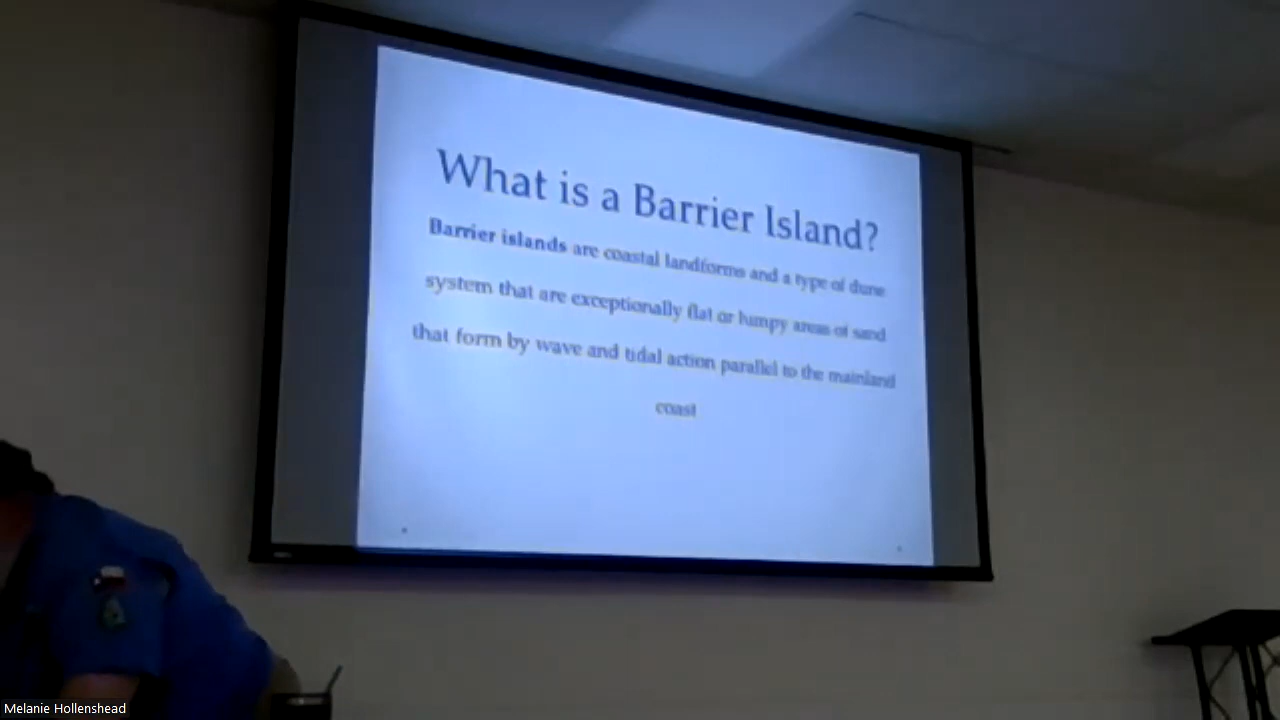 What is a Barrier Island?
Barrier islands are coastal landforms and a type of dune
system that are exceptionally flat or lumpy areas of sand
that form by wave and tidal action parallel to the mainland
coast
Melanie Hollenshead